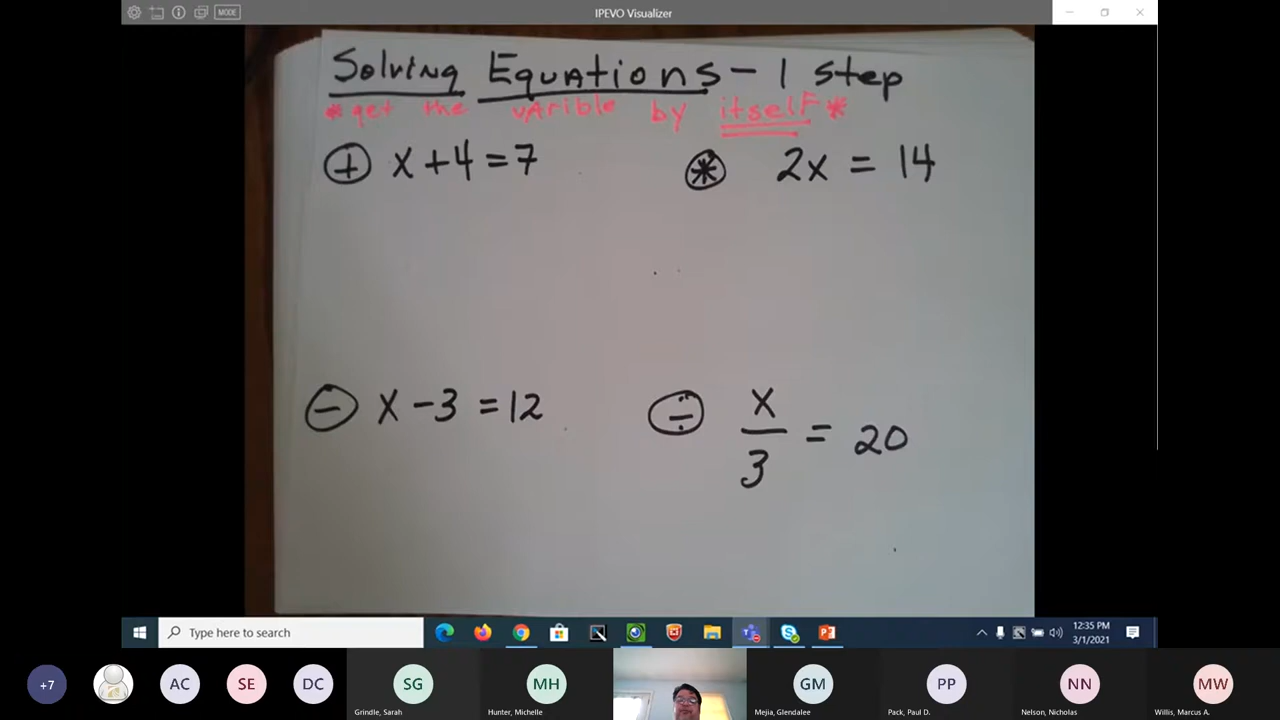 IPEVO Visualizer
MODE
Solving Equations - 1 step
*get the varible by itself*
+ x + 4 = 7
* 2x = 14
- x - 3 = 12
÷ x/3 = 20
Type here to search
12:35 PM
3/1/2021
+7
AC
SE
DC
SG
MH
GM
PP
NN
MW
Grindle, Sarah
Hunter, Michelle
Mejia, Glendalee
Pack, Paul D.
Nelson, Nicholas
Willis, Marcus A.